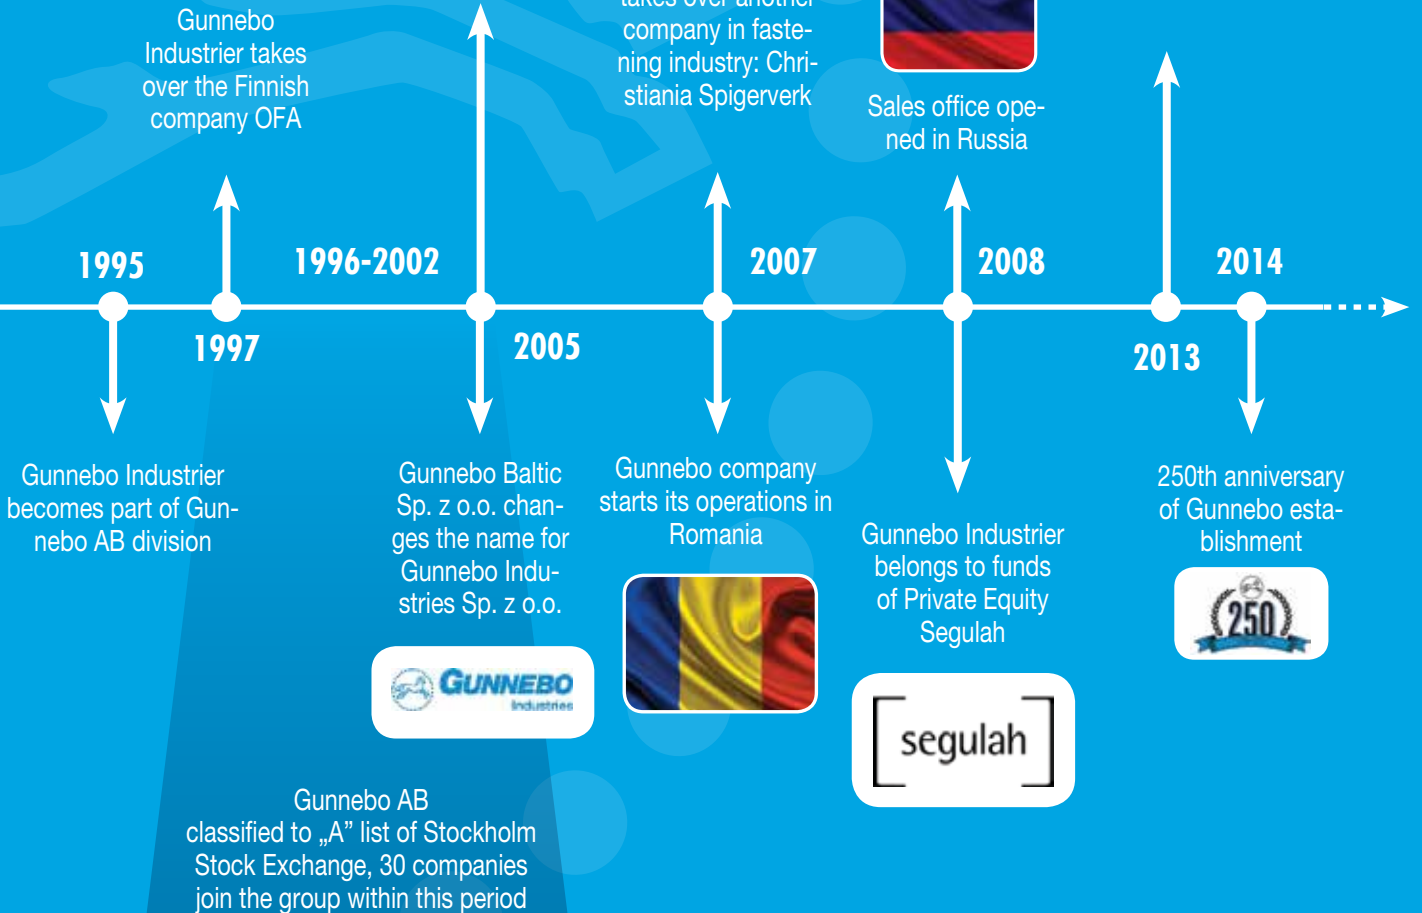 Gunnebo
Industrier takes
over the Finnish
company OFA
takes over another
company in faste-
ning industry: Chri-
stiania Spigerverk
Sales office ope-
ned in Russia
1995
1996-2002
2007
2008
2014
1997
2005
2013
Gunnebo Industrier
becomes part of Gun-
nebo AB division
Gunnebo Baltic
Sp. z o.o. chan-
ges the name for
Gunnebo Indu-
stries Sp. z o.o.
GUNNEBO
Industries
Gunnebo company
starts its operations in
Romania
Gunnebo Industrier
belongs to funds
of Private Equity
Segulah
segulah
250th anniversary
of Gunnebo esta-
blishment
250
Gunnebo AB
classified to „A” list of Stockholm
Stock Exchange, 30 companies
join the group within this period